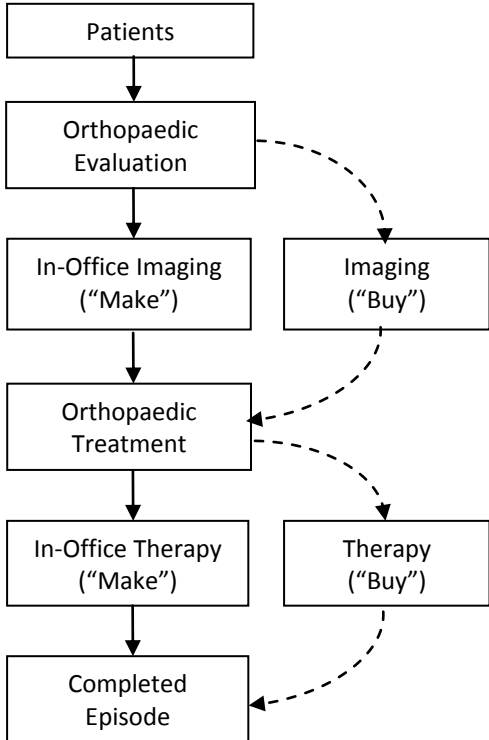 Patients
Orthopaedic
Evaluation
In-Office Imaging
(“Make”)
Imaging
(“Buy”)
Orthopaedic
Treatment
In-Office Therapy
(“Make”)
Therapy
(“Buy”)
Completed
Episode